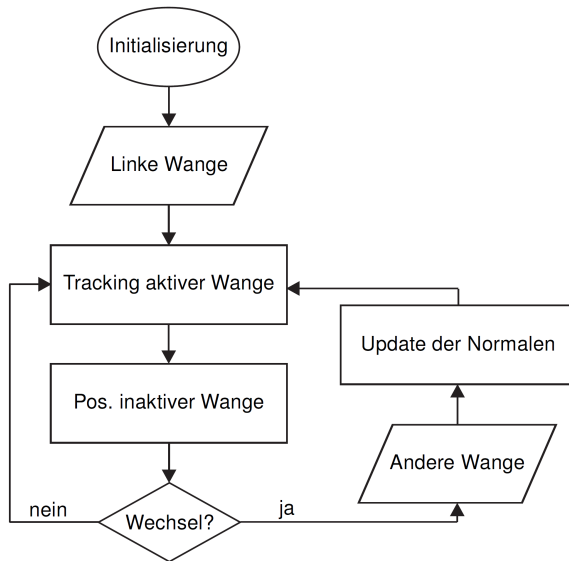 Initialisierung
Linke Wange
Tracking aktiver Wange
Update der Normalen
Pos. inaktiver Wange
Andere Wange
nein
Wechsel?
ja